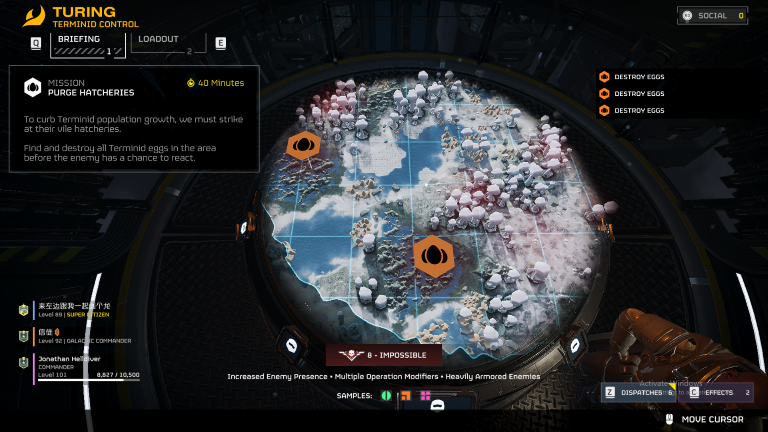 TURING
TERMINID CONTROL
SOCIAL 0
Q
BRIEFING
1
LOADOUT
2
E
MISSION
PURGE HATCHERIES
40 Minutes
To curb Terminid population growth, we must strike
at their vile hatcheries.
Find and destroy all Terminid eggs in the area
before the enemy has a chance to react.
DESTROY EGGS
DESTROY EGGS
DESTROY EGGS
Level 89 | SUPER CITIZEN
信徒
Level 92 | GALACTIC COMMANDER
Jonathan Helldiver
COMMANDER
Level 101
8,827 / 10,500
8 - IMPOSSIBLE
Increased Enemy Presence • Multiple Operation Modifiers • Heavily Armored Enemies
SAMPLES:
Activate Windows
Z DISPATCHES 6
C EFFECTS 2
MOVE CURSOR